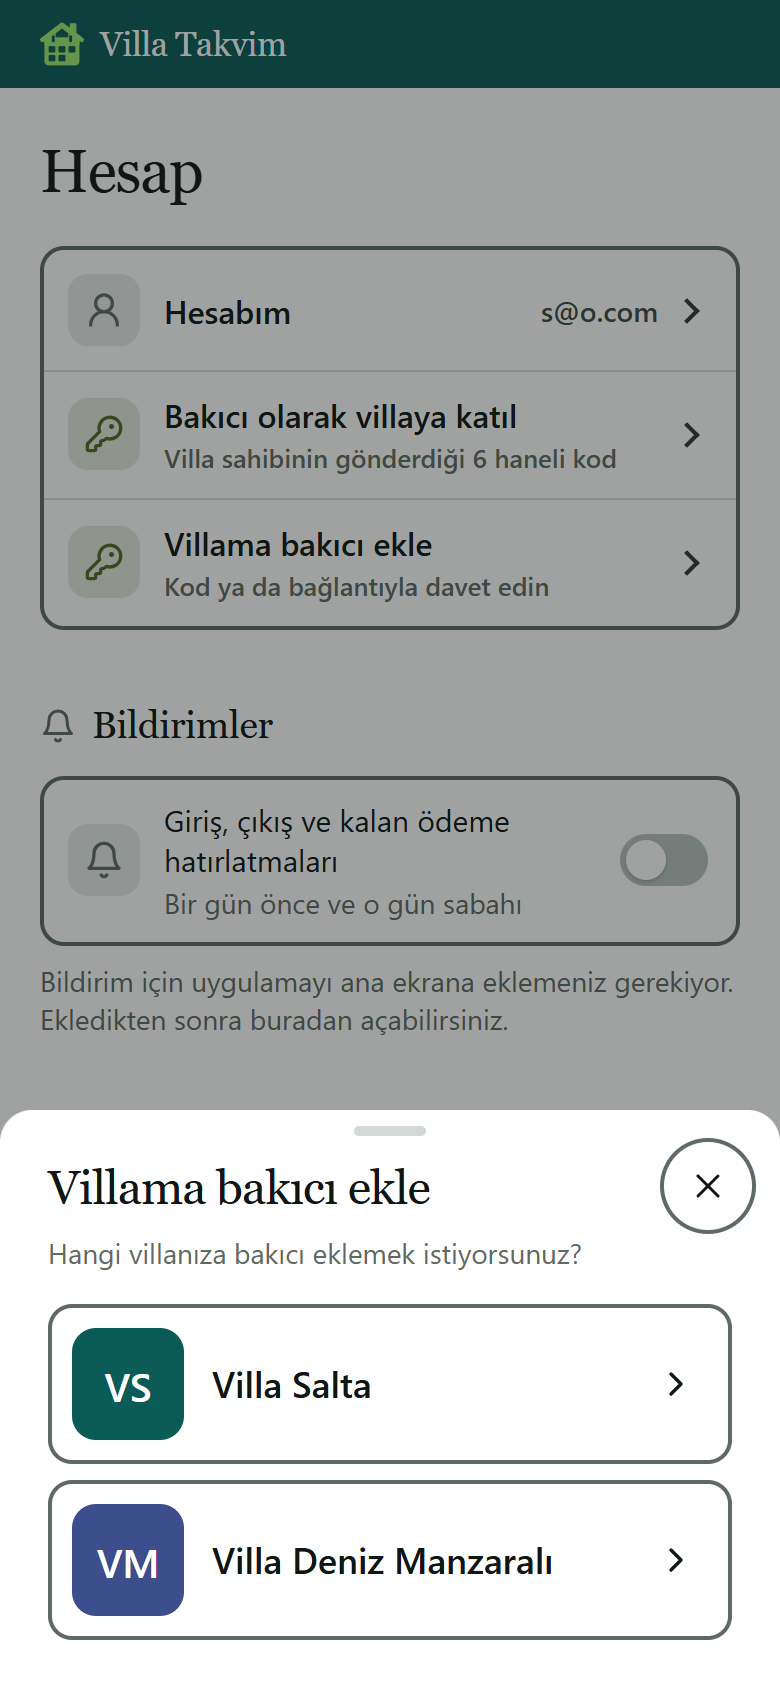 Villa Takvim
Hesap
Hesabım
s@o.com
Bakıcı olarak villaya katıl
Villa sahibinin gönderdiği 6 haneli kod
Villama bakıcı ekle
Kod ya da bağlantıyla davet edin
Bildirimler
Giriş, çıkış ve kalan ödeme
hatırlatmaları
Bir gün önce ve o gün sabahı
Bildirim için uygulamayı ana ekrana eklemeniz gerekiyor.
Ekledikten sonra buradan açabilirsiniz.
Villama bakıcı ekle
Hangi villanıza bakıcı eklemek istiyorsunuz?
VS
Villa Salta
VM
Villa Deniz Manzaralı